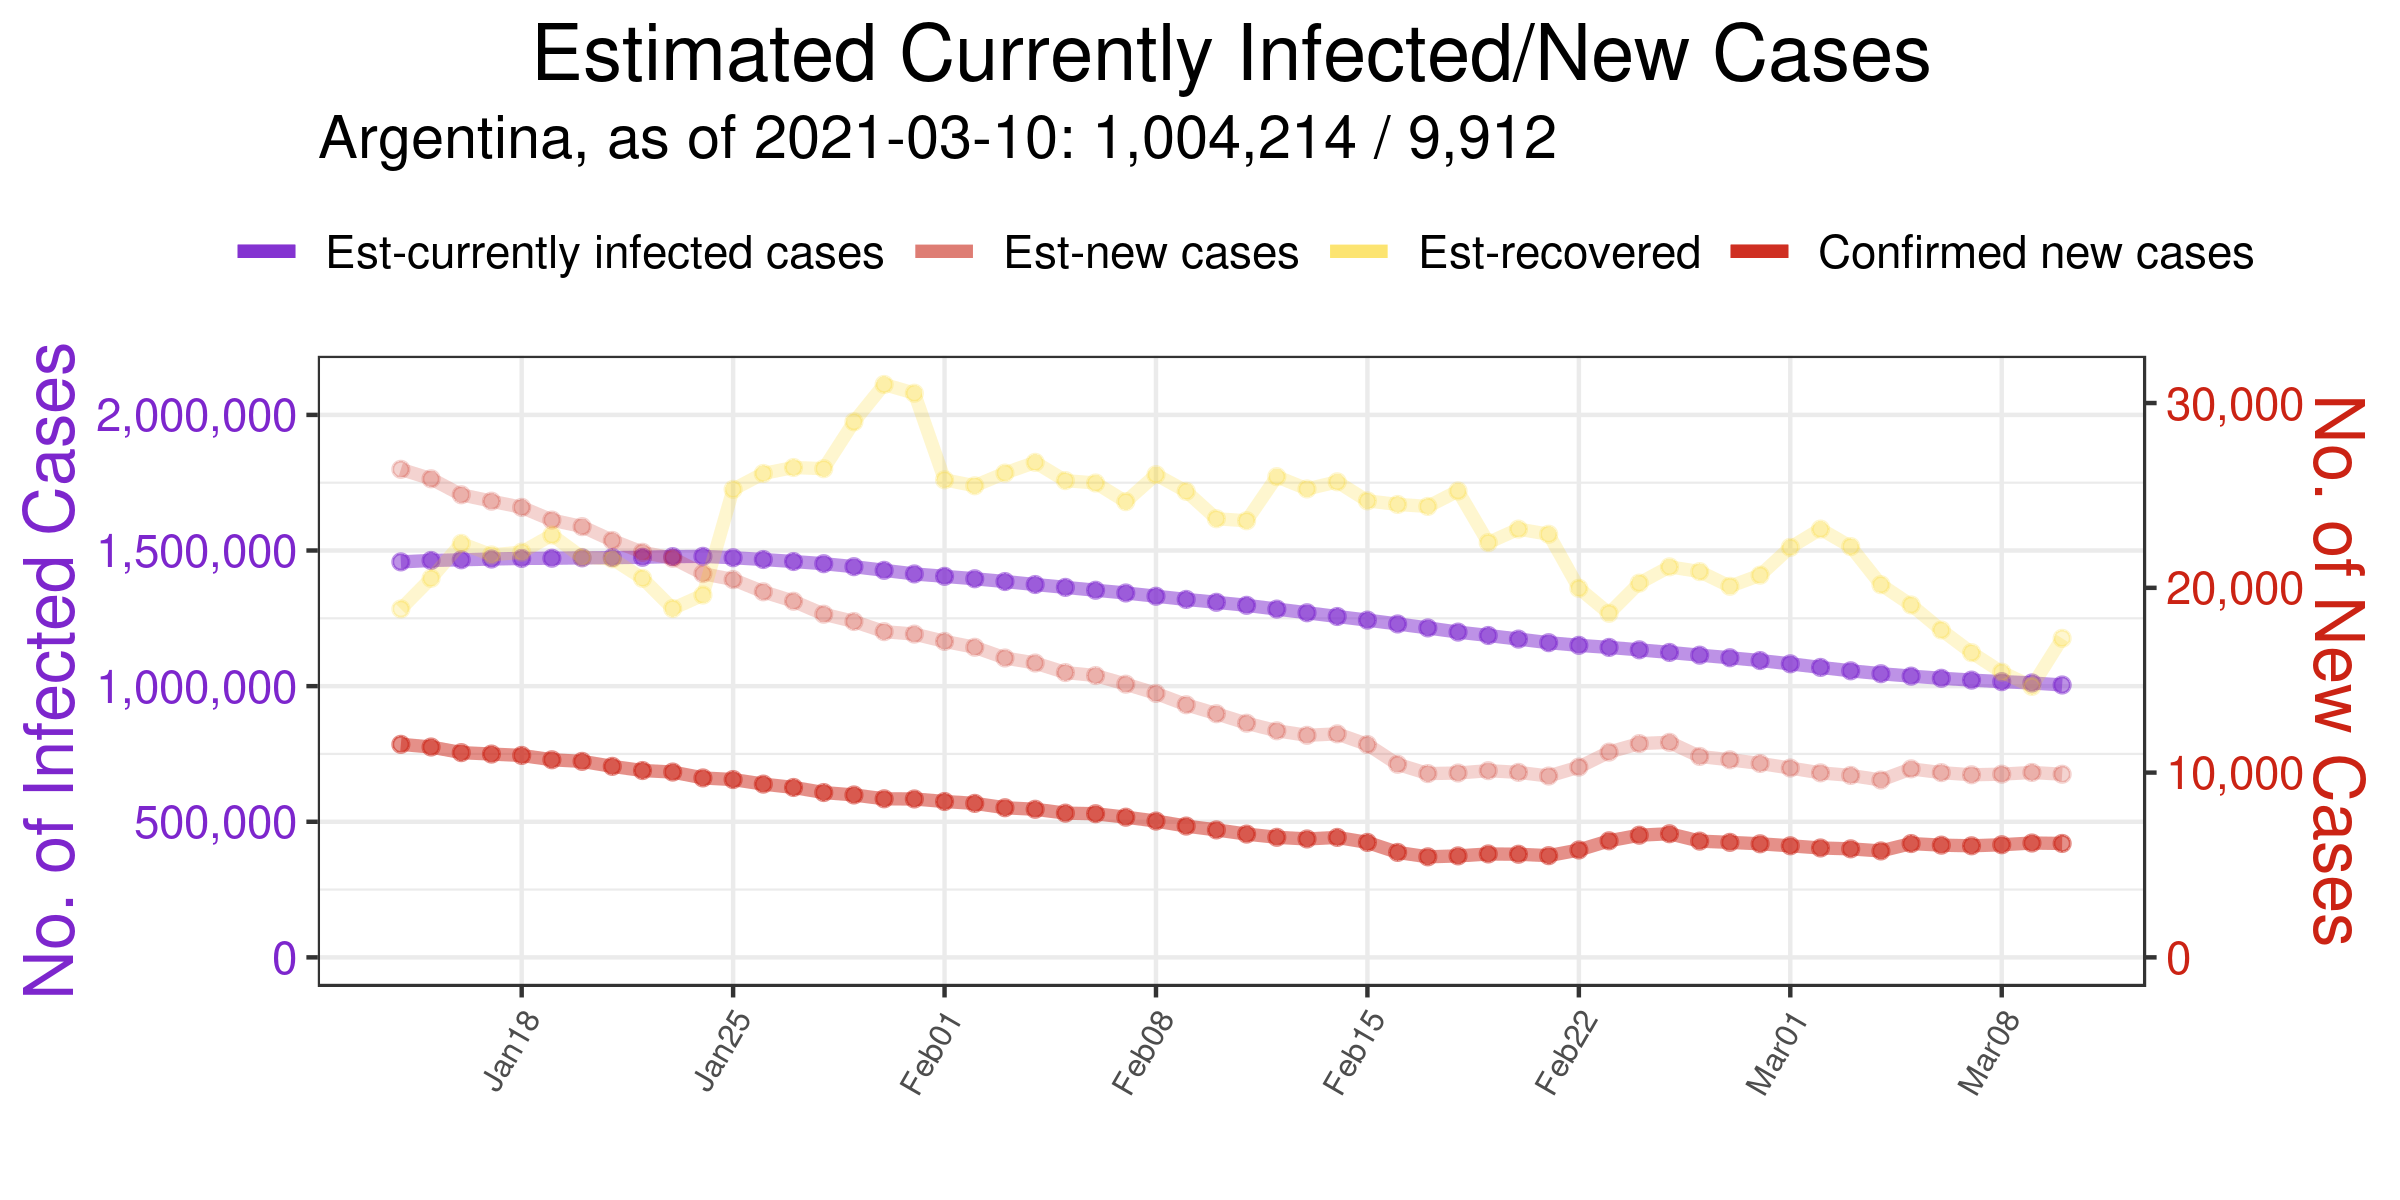 Estimated Currently Infected/New Cases
Argentina, as of 2021-03-10: 1,004,214 / 9,912
Est-currently infected cases Est-new cases Est-recovered Confirmed new cases
No. of Infected Cases
2,000,000
1,500,000
1,000,000
500,000
0
30,000
20,000
10,000
0
No. of New Cases
Jan18 Jan25 Feb01 Feb08 Feb15 Feb22 Mar01 Mar08